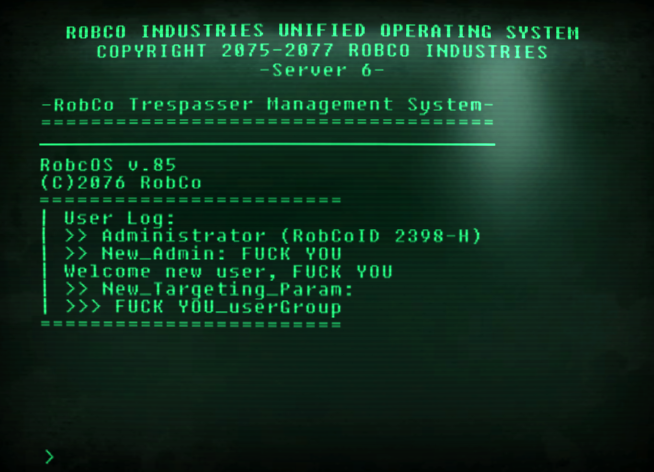 ROBCO INDUSTRIES UNIFIED OPERATING SYSTEM
COPYRIGHT 2075-2077 ROBCO INDUSTRIES
-Server 6-
-RobCo Trespasser Management System-
=====================================
RobcOS v.85
(C)2076 RobCo
=========================
| User Log:
| >> Administrator (RobCoID 2398-H)
| >> New_Admin: FUCK YOU
| Welcome new user, FUCK YOU
| >> New_Targeting_Param:
| >>> FUCK YOU_userGroup
=========================
>